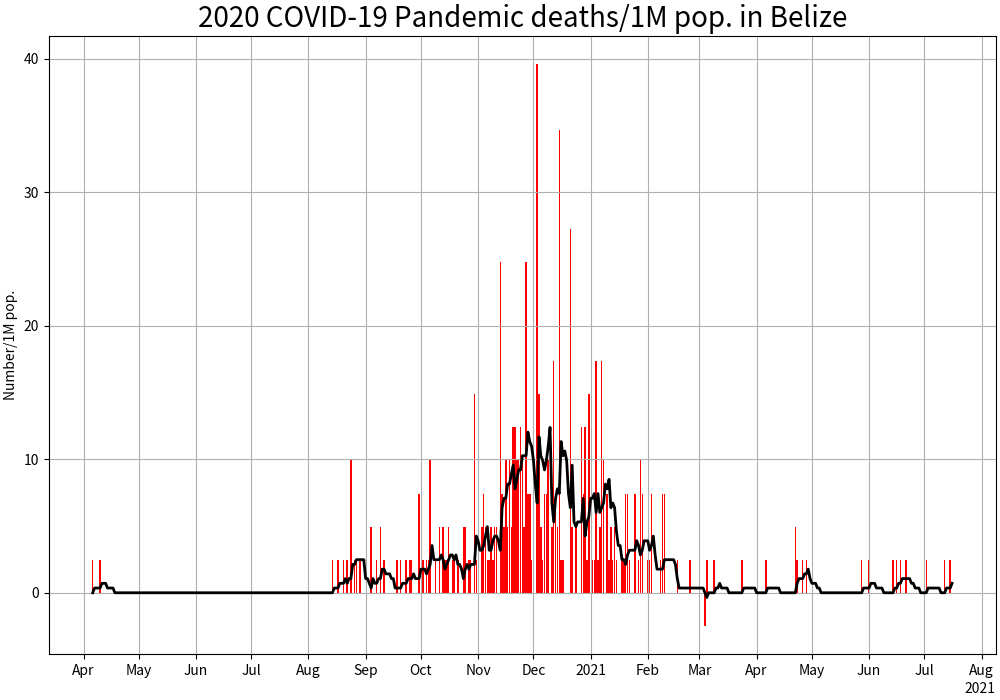 2020 COVID-19 Pandemic deaths/1M pop. in Belize
Number/1M pop.
40
30
20
10
0
Apr May Jun Jul Aug Sep Oct Nov Dec 2021 Feb Mar Apr May Jun Jul Aug
2021